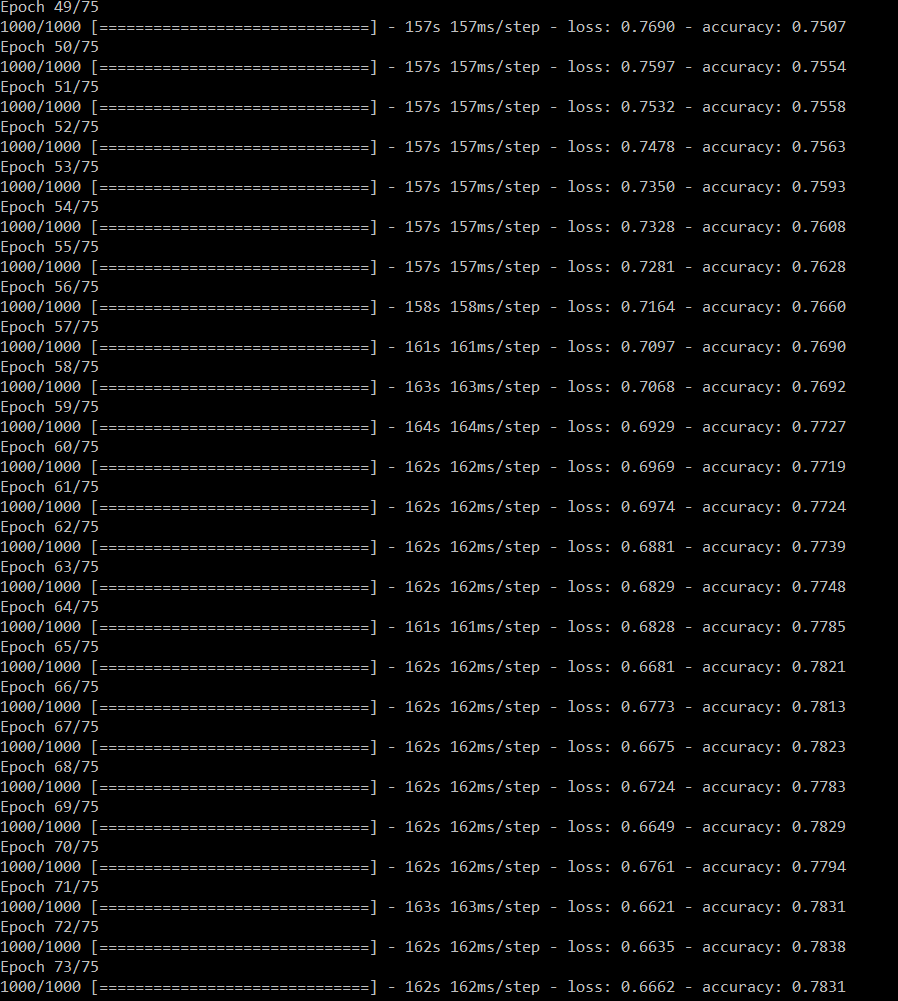 Epoch 49/75
1000/1000 [==============================] - 157s 157ms/step - loss: 0.7690 - accuracy: 0.7507
Epoch 50/75
1000/1000 [==============================] - 157s 157ms/step - loss: 0.7597 - accuracy: 0.7554
Epoch 51/75
1000/1000 [==============================] - 157s 157ms/step - loss: 0.7532 - accuracy: 0.7558
Epoch 52/75
1000/1000 [==============================] - 157s 157ms/step - loss: 0.7478 - accuracy: 0.7563
Epoch 53/75
1000/1000 [==============================] - 157s 157ms/step - loss: 0.7350 - accuracy: 0.7593
Epoch 54/75
1000/1000 [==============================] - 157s 157ms/step - loss: 0.7328 - accuracy: 0.7608
Epoch 55/75
1000/1000 [==============================] - 157s 157ms/step - loss: 0.7281 - accuracy: 0.7628
Epoch 56/75
1000/1000 [==============================] - 158s 158ms/step - loss: 0.7164 - accuracy: 0.7660
Epoch 57/75
1000/1000 [==============================] - 161s 161ms/step - loss: 0.7097 - accuracy: 0.7690
Epoch 58/75
1000/1000 [==============================] - 163s 163ms/step - loss: 0.7068 - accuracy: 0.7692
Epoch 59/75
1000/1000 [==============================] - 164s 164ms/step - loss: 0.6929 - accuracy: 0.7727
Epoch 60/75
1000/1000 [==============================] - 162s 162ms/step - loss: 0.6969 - accuracy: 0.7719
Epoch 61/75
1000/1000 [==============================] - 162s 162ms/step - loss: 0.6974 - accuracy: 0.7724
Epoch 62/75
1000/1000 [==============================] - 162s 162ms/step - loss: 0.6881 - accuracy: 0.7739
Epoch 63/75
1000/1000 [==============================] - 162s 162ms/step - loss: 0.6829 - accuracy: 0.7748
Epoch 64/75
1000/1000 [==============================] - 161s 161ms/step - loss: 0.6828 - accuracy: 0.7785
Epoch 65/75
1000/1000 [==============================] - 162s 162ms/step - loss: 0.6681 - accuracy: 0.7821
Epoch 66/75
1000/1000 [==============================] - 162s 162ms/step - loss: 0.6773 - accuracy: 0.7813
Epoch 67/75
1000/1000 [==============================] - 162s 162ms/step - loss: 0.6675 - accuracy: 0.7823
Epoch 68/75
1000/1000 [==============================] - 162s 162ms/step - loss: 0.6724 - accuracy: 0.7783
Epoch 69/75
1000/1000 [==============================] - 162s 162ms/step - loss: 0.6649 - accuracy: 0.7829
Epoch 70/75
1000/1000 [==============================] - 162s 162ms/step - loss: 0.6761 - accuracy: 0.7794
Epoch 71/75
1000/1000 [==============================] - 163s 163ms/step - loss: 0.6621 - accuracy: 0.7831
Epoch 72/75
1000/1000 [==============================] - 162s 162ms/step - loss: 0.6635 - accuracy: 0.7838
Epoch 73/75
1000/1000 [==============================] - 162s 162ms/step - loss: 0.6662 - accuracy: 0.7831